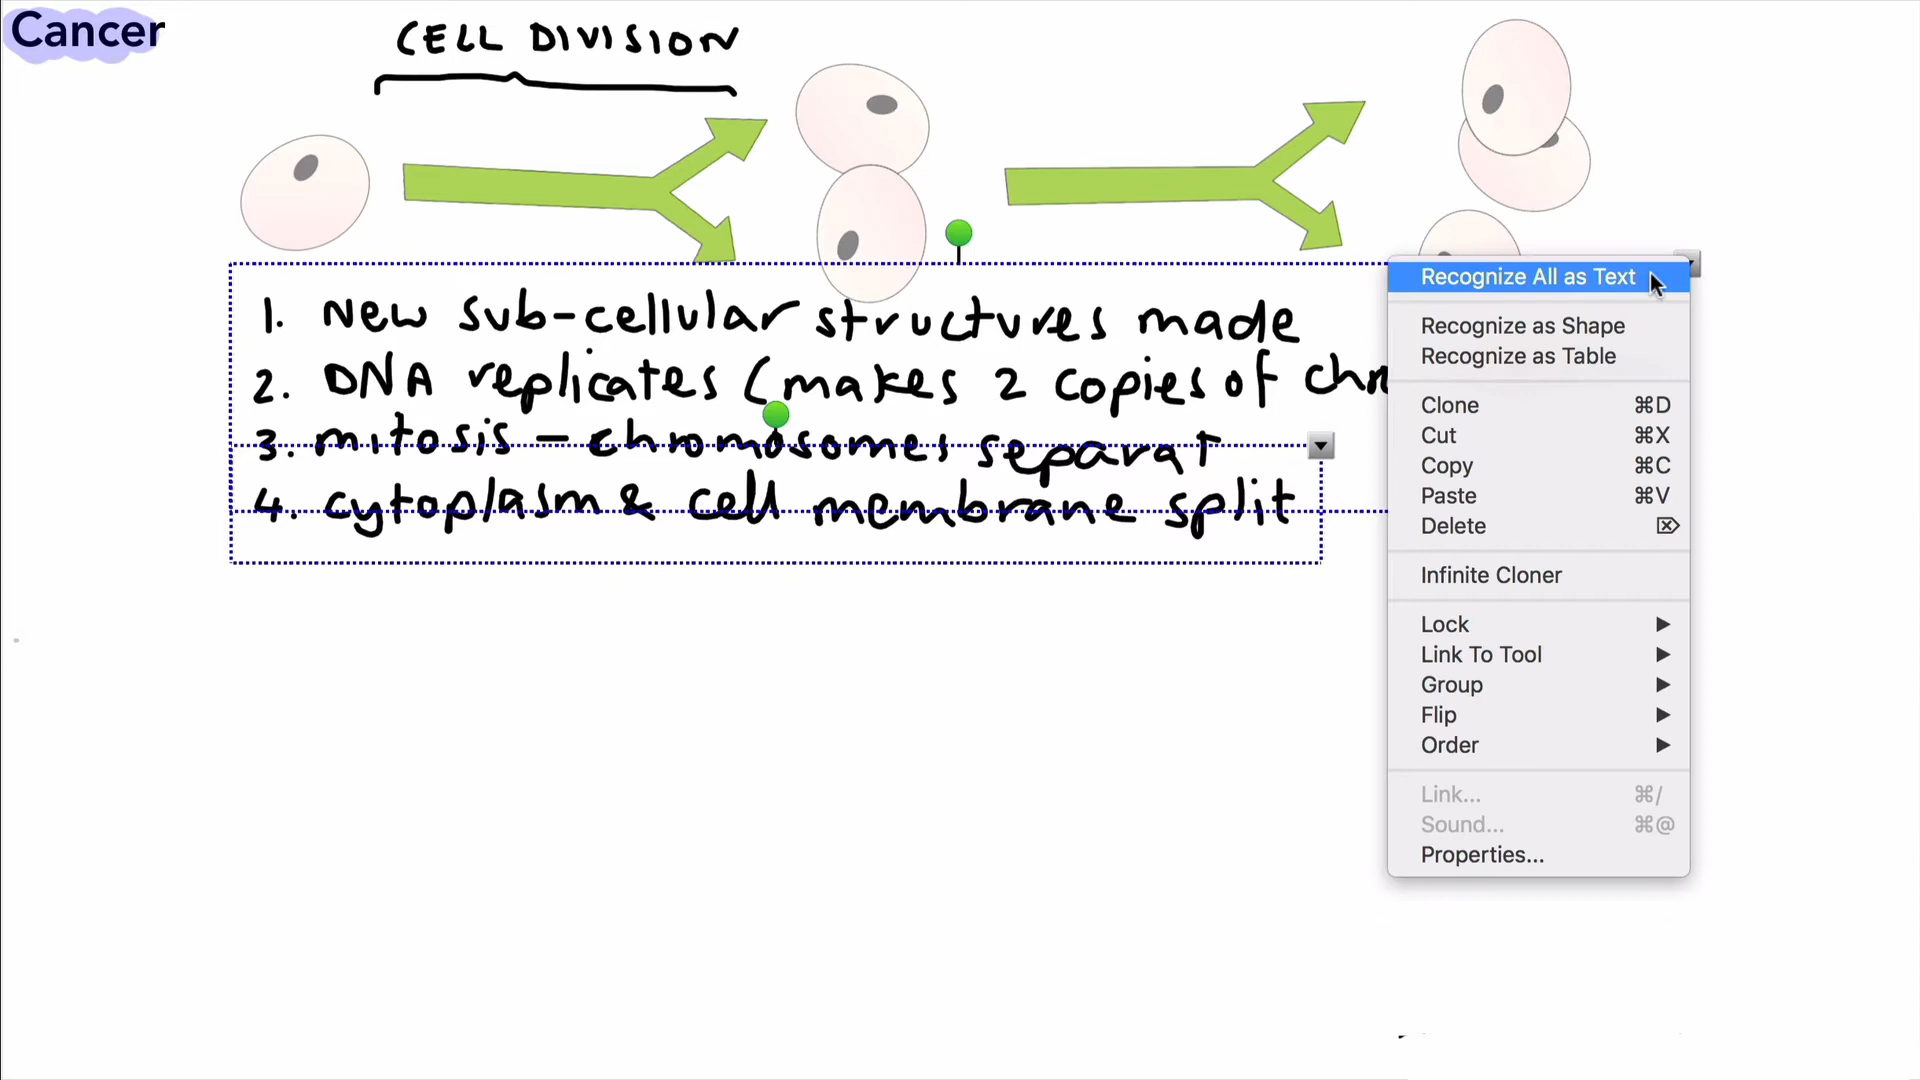 Cancer
CELL DIVISION
1. New sub-cellular structures made
2. DNA replicates (makes 2 copies of
3. mitosis - chromosomes separat
4. cytoplasm & cell membrane split
Recognize All as Text
Recognize as Shape
Recognize as Table
Clone ⌘D
Cut ⌘X
Copy ⌘C
Paste ⌘V
Delete ⌦
Infinite Cloner
Lock ▶
Link To Tool ▶
Group ▶
Flip ▶
Order ▶
Link... ⌘/
Sound... ⌘@
Properties...